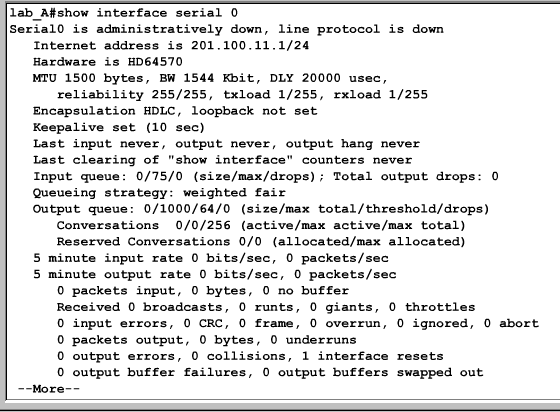 lab_A#show interface serial 0
Serial0 is administratively down, line protocol is down
Internet address is 201.100.11.1/24
Hardware is HD64570
MTU 1500 bytes, BW 1544 Kbit, DLY 20000 usec,
reliability 255/255, txload 1/255, rxload 1/255
Encapsulation HDLC, loopback not set
Keepalive set (10 sec)
Last input never, output never, output hang never
Last clearing of "show interface" counters never
Input queue: 0/75/0 (size/max/drops); Total output drops: 0
Queueing strategy: weighted fair
Output queue: 0/1000/64/0 (size/max total/threshold/drops)
Conversations 0/0/256 (active/max active/max total)
Reserved Conversations 0/0 (allocated/max allocated)
5 minute input rate 0 bits/sec, 0 packets/sec
5 minute output rate 0 bits/sec, 0 packets/sec
0 packets input, 0 bytes, 0 no buffer
Received 0 broadcasts, 0 runts, 0 giants, 0 throttles
0 input errors, 0 CRC, 0 frame, 0 overrun, 0 ignored, 0 abort
0 packets output, 0 bytes, 0 underruns
0 output errors, 0 collisions, 1 interface resets
0 output buffer failures, 0 output buffers swapped out
--More--